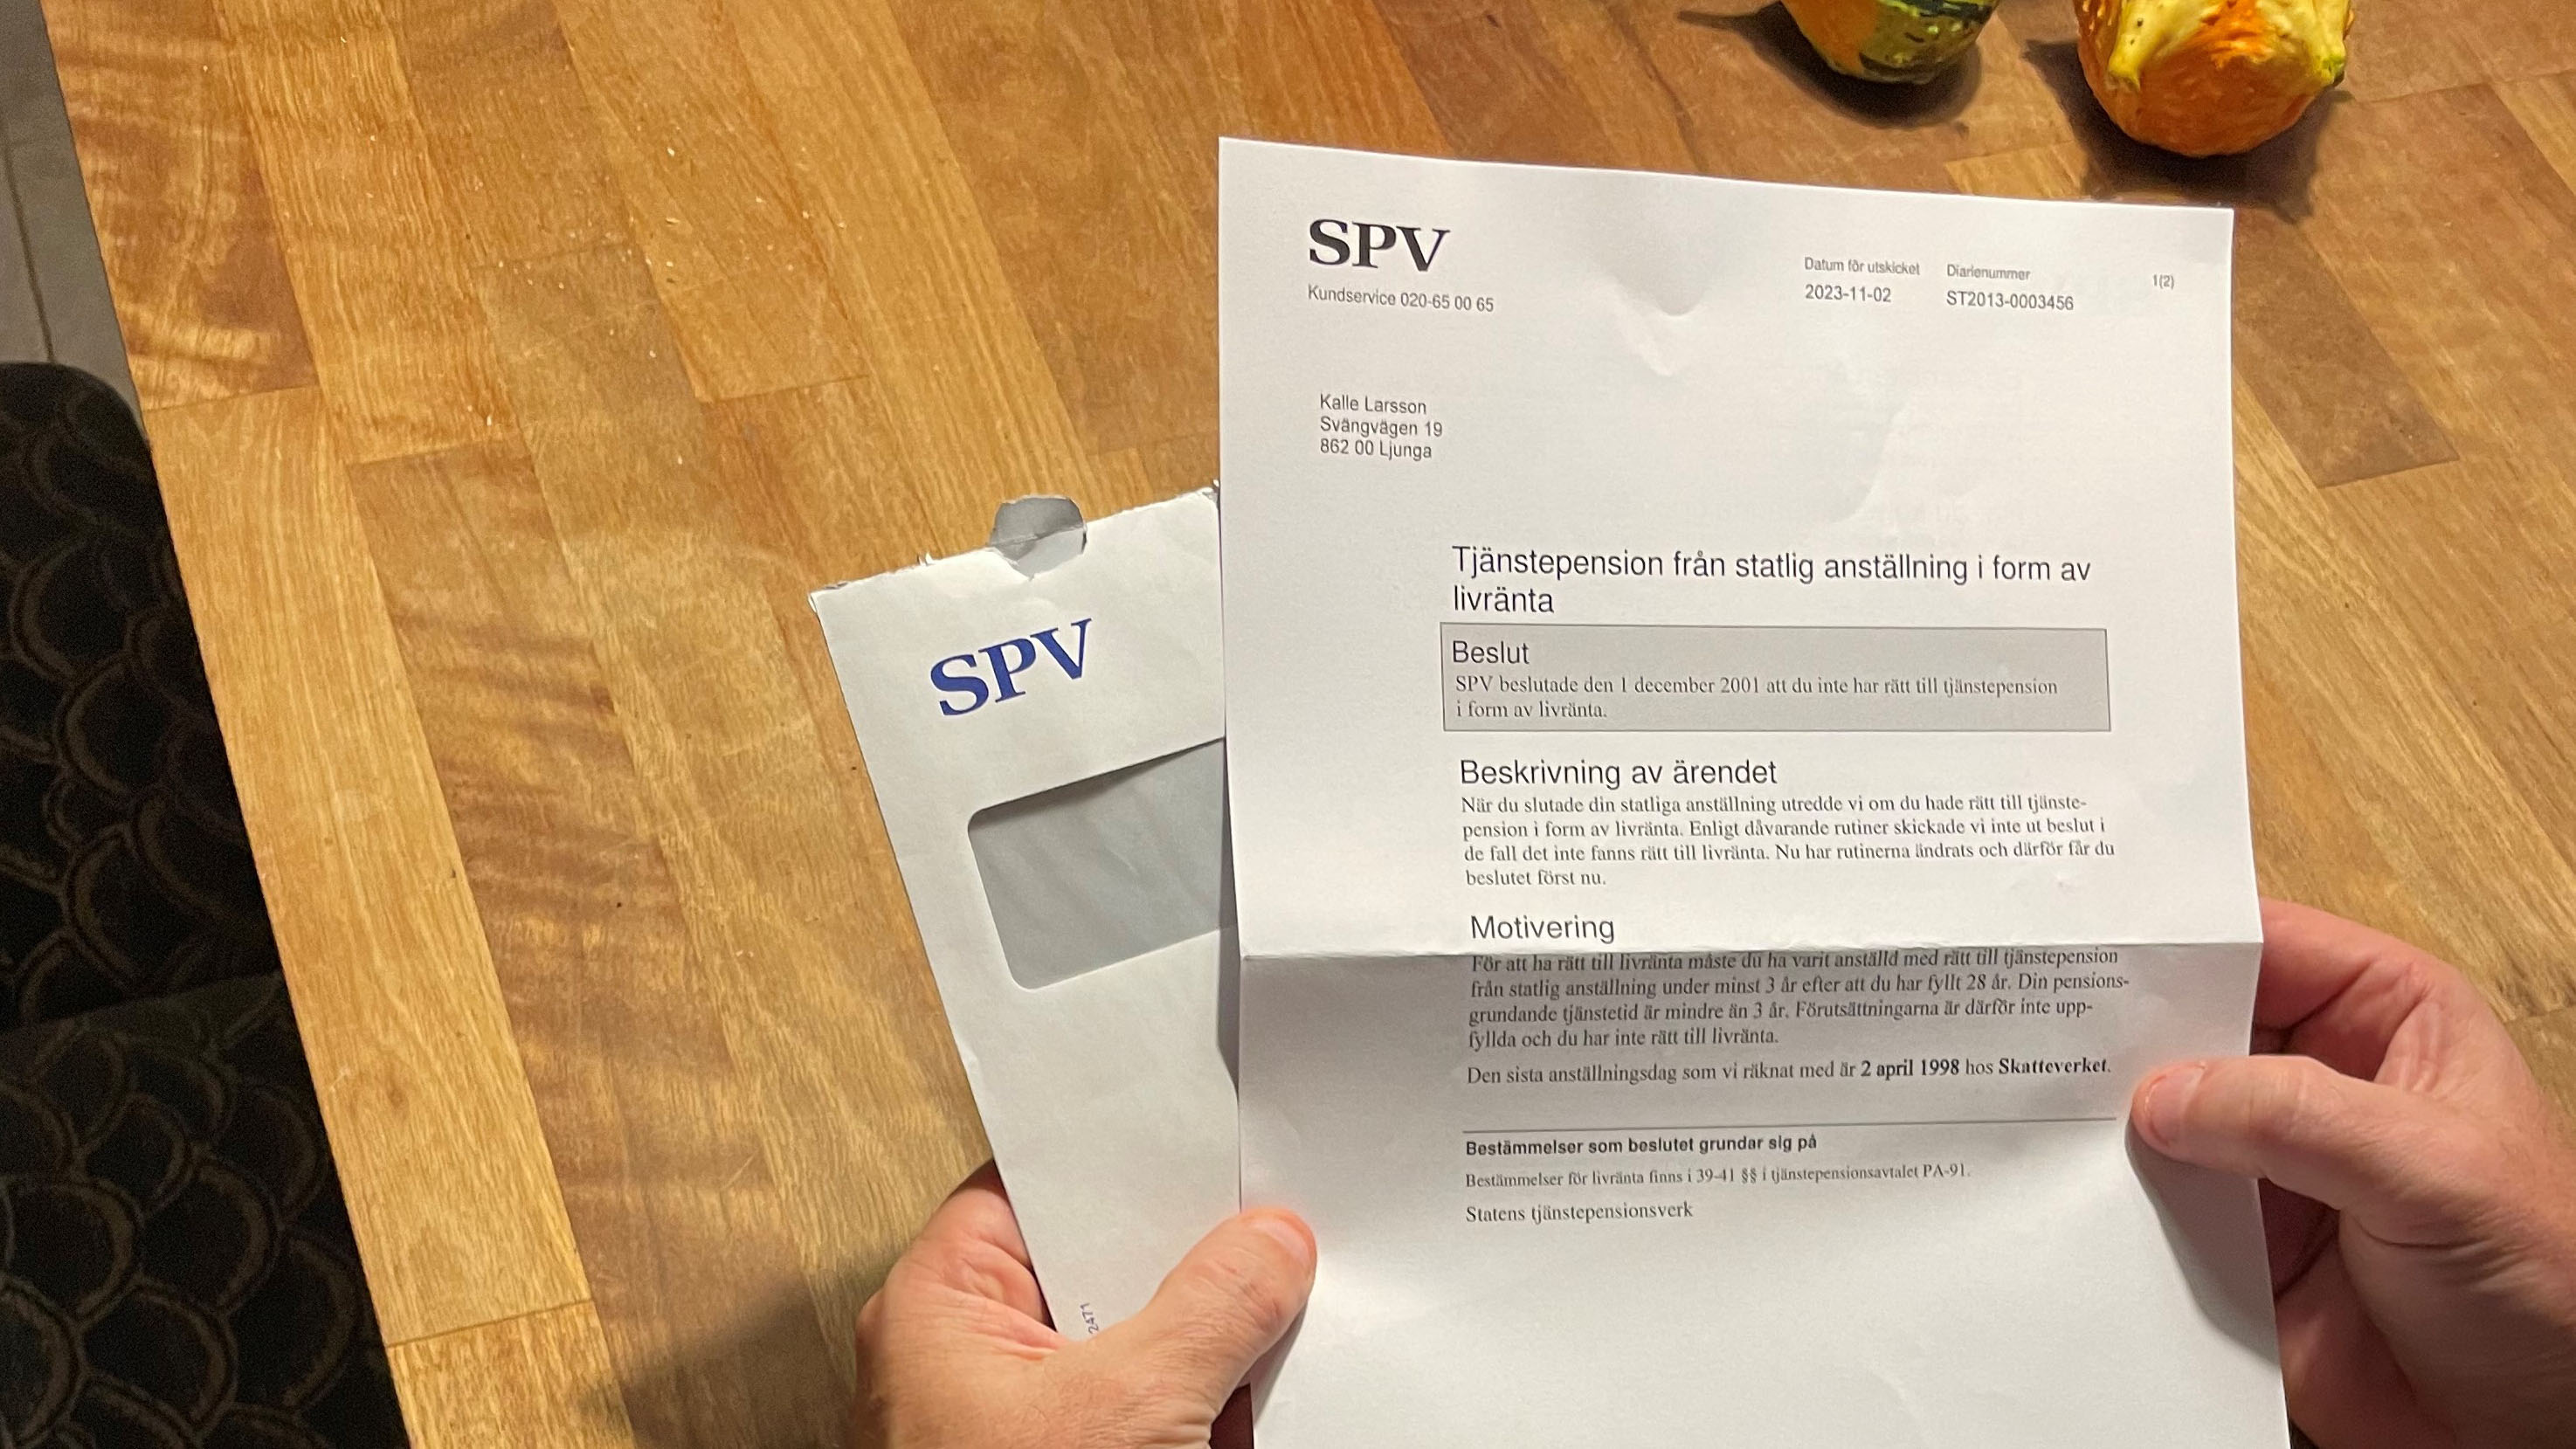 SPV
Kundservice 020-65 00 65
Datum för utskicket
2023-11-02
Diarienummer
ST2013-0003456
1(2)
Kalle Larsson
Svängvägen 19
862 00 Ljunga
Tjänstepension från statlig anställning i form av
livränta
Beslut
SPV beslutade den 1 december 2001 att du inte har rätt till tjänstepension
i form av livränta.
Beskrivning av ärendet
När du slutade din statliga anställning utredde vi om du hade rätt till tjänste-
pension i form av livränta. Enligt dåvarande rutiner skickade vi inte ut beslut i
de fall det inte fanns rätt till livränta. Nu har rutinerna ändrats och därför får du
beslutet först nu.
Motivering
För att ha rätt till livränta måste du ha varit anställd med rätt till tjänstepension
från statlig anställning under minst 3 år efter att du har fyllt 28 år. Din pensions-
grundande tjänstetid är mindre än 3 år. Förutsättningarna är därför inte upp-
fyllda och du har inte rätt till livränta.
Den sista anställningsdag som vi räknat med är 2 april 1998 hos Skatteverket.
Bestämmelser som beslutet grundar sig på
Bestämmelser för livränta finns i 39-41 §§ i tjänstepensionsavtalet PA-91.
Statens tjänstepensionsverk
SPV
2471